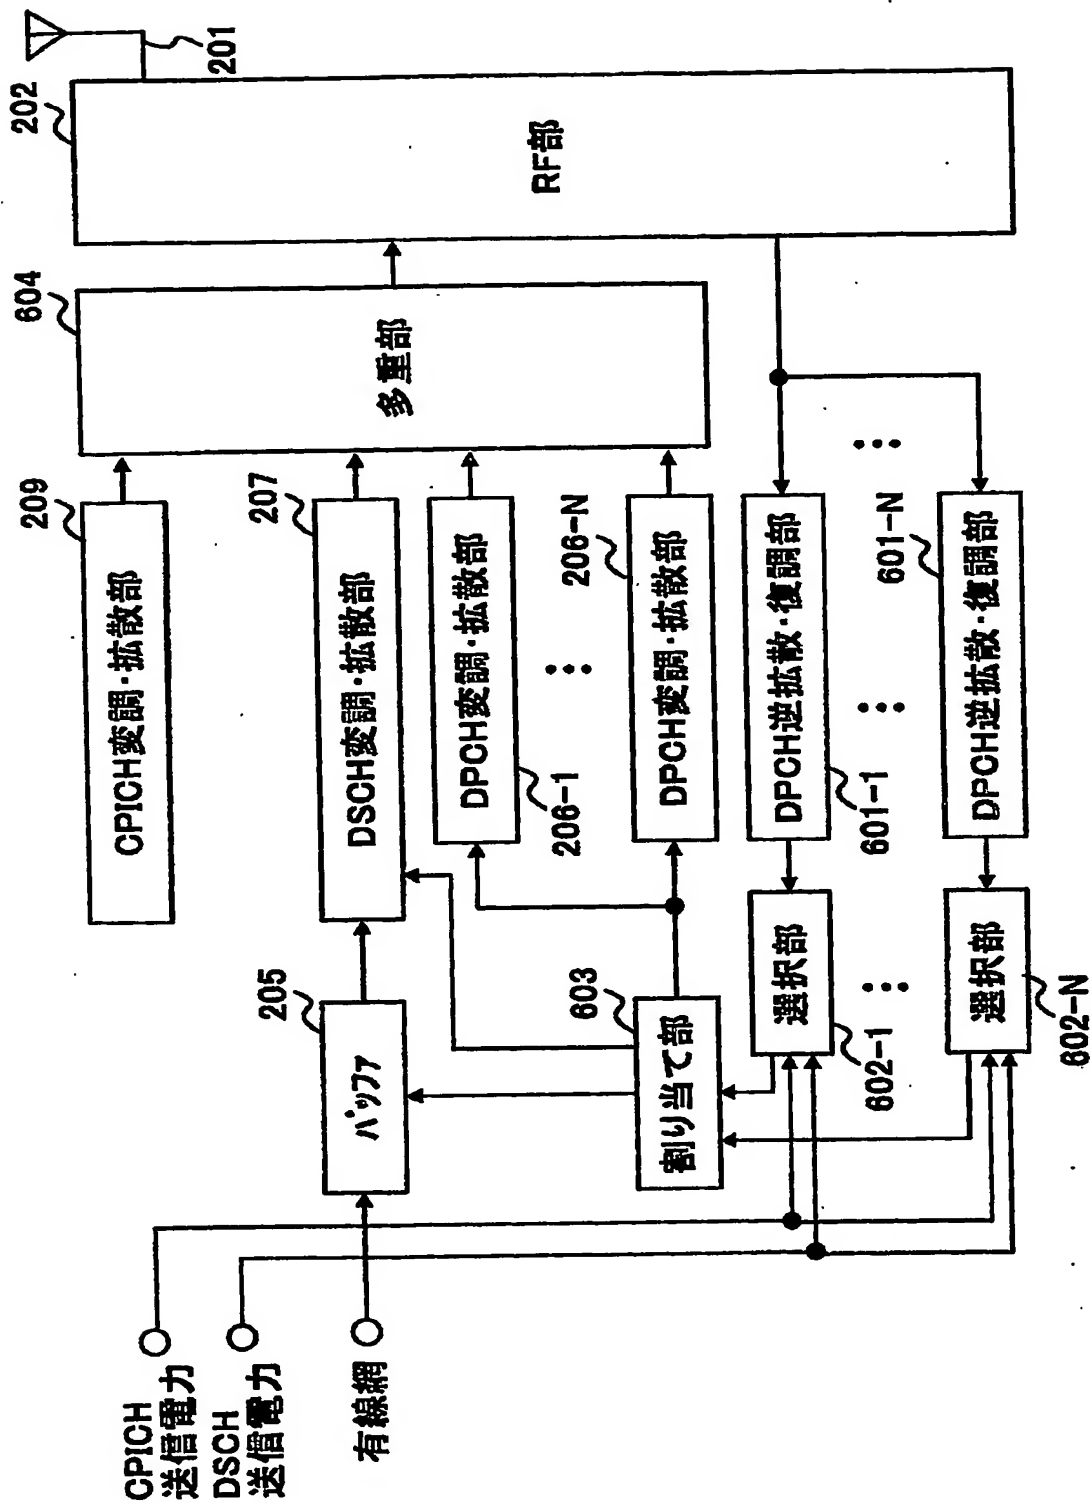 201
202
RF部
604
多重部
209
CPICH変調・拡散部
207
DSCH変調・拡散部
DPCH変調・拡散部
206-1
206-N
DPCH変調・拡散部
DPCH逆拡散・復調部
601-1
601-N
DPCH逆拡散・復調部
205
バッファ
603
割り当て部
選択部
602-1
選択部
602-N
CPICH
送信電力
DSCH
送信電力
有線網